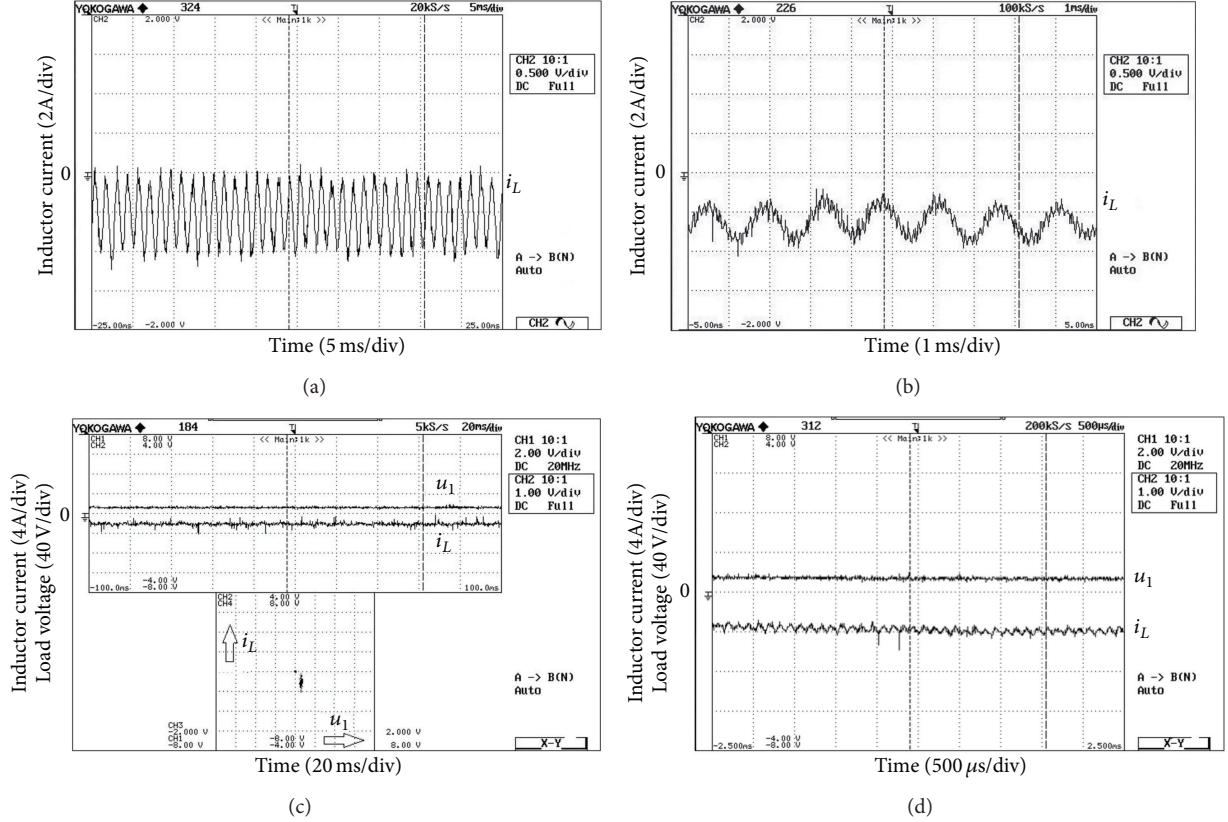 YOKOGAWA ◆ 324 20kS/s 5ms/div
CH2 2.000 V << Main:1k >>
CH2 10:1
0.500 V/div
DC Full
Inductor current (2A/div)
0
i_L
A -> B(N)
Auto
-25.00ms -2.000 V 25.00ms
CH2
Time (5 ms/div)
(a)
YOKOGAWA ◆ 226 100kS/s 1ms/div
CH2 2.000 V << Main:1k >>
CH2 10:1
0.500 V/div
DC Full
Inductor current (2A/div)
0
i_L
A -> B(N)
Auto
-5.00ms -2.000 V 5.00ms
CH2
Time (1 ms/div)
(b)
YOKOGAWA ◆ 184 5kS/s 20ms/div
CH1 8.00 V << Main:1k >>
CH2 4.00 V
CH1 10:1
2.00 V/div
DC 20MHz
CH2 10:1
1.00 V/div
DC Full
Inductor current (4A/div)
Load voltage (40 V/div)
u1
0
i_L
-4.00 V
-100.0ms -8.00 V 100.0ms
CH2 4.00 V
CH4 8.00 V
i_L
A -> B(N)
Auto
u1
CH3
-2.000 V -8.00 V 2.000 V
CH1
-8.00 V -4.00 V 8.00 V
X-Y
Time (20 ms/div)
(c)
YOKOGAWA ◆ 312 200kS/s 500µs/div
CH1 8.00 V << Main:1k >>
CH2 4.00 V
CH1 10:1
2.00 V/div
DC 20MHz
CH2 10:1
1.00 V/div
DC Full
Inductor current (4A/div)
Load voltage (40 V/div)
u1
0
i_L
A -> B(N)
Auto
-4.00 V
-2.500ms -8.00 V 2.500ms
X-Y
Time (500 µs/div)
(d)